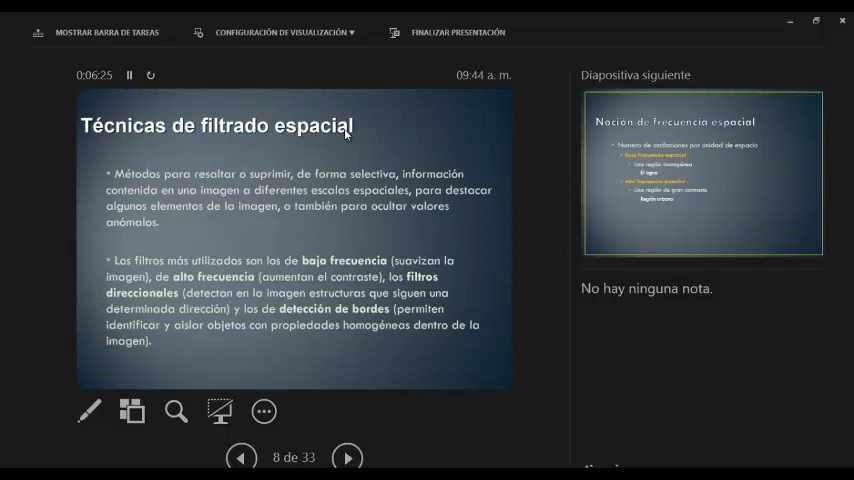 MOSTRAR BARRA DE TAREAS
CONFIGURACIÓN DE VISUALIZACIÓN ▼
FINALIZAR PRESENTACIÓN
0:06:25
09:44 a. m.
Técnicas de filtrado espacial
• Métodos para resaltar o suprimir, de forma selectiva, información
contenida en una imagen a diferentes escalas espaciales, para destacar
algunos elementos de la imagen, o también para ocultar valores
anómalos.
• Los filtros más utilizados son los de baja frecuencia (suavizan la
imagen), de alto frecuencia (aumentan el contraste), los filtros
direccionales (detectan en la imagen estructuras que siguen una
determinada dirección) y los de detección de bordes (permiten
identificar y aislar objetos con propiedades homogéneas dentro de la
imagen).
8 de 33
Diapositiva siguiente
Noción de frecuencia espacial
• Numero de oscilaciones por unidad de espacio
• Baja frecuencia espacial:
• Una región homogénea
El agua
• Alta frecuencia espacial:
• Una región de gran contraste
Región urbana
No hay ninguna nota.